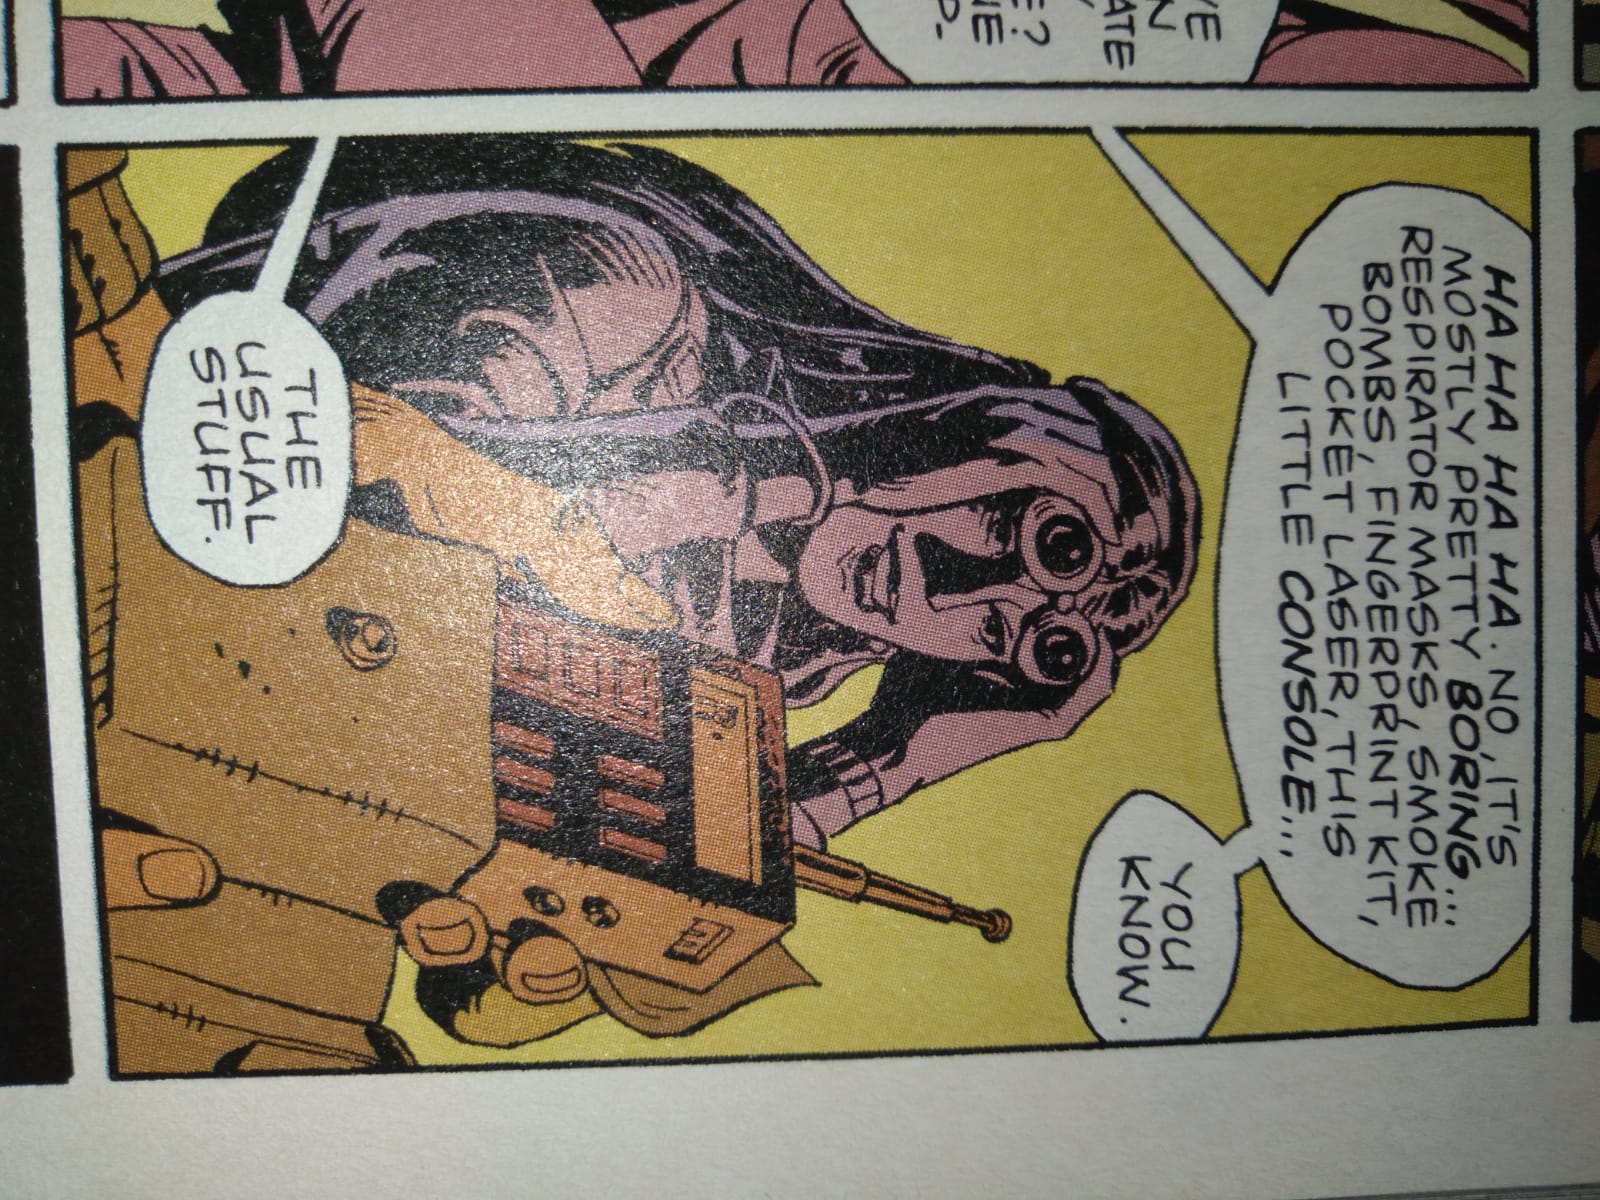 HA HA HA HA. NO, IT'S
MOSTLY PRETTY BORING...
RESPIRATOR MASKS, SMOKE
BOMBS, FINGERPRINT KIT,
POCKET LASER, THIS
LITTLE CONSOLE...
YOU
KNOW.
THE
USUAL
STUFF.